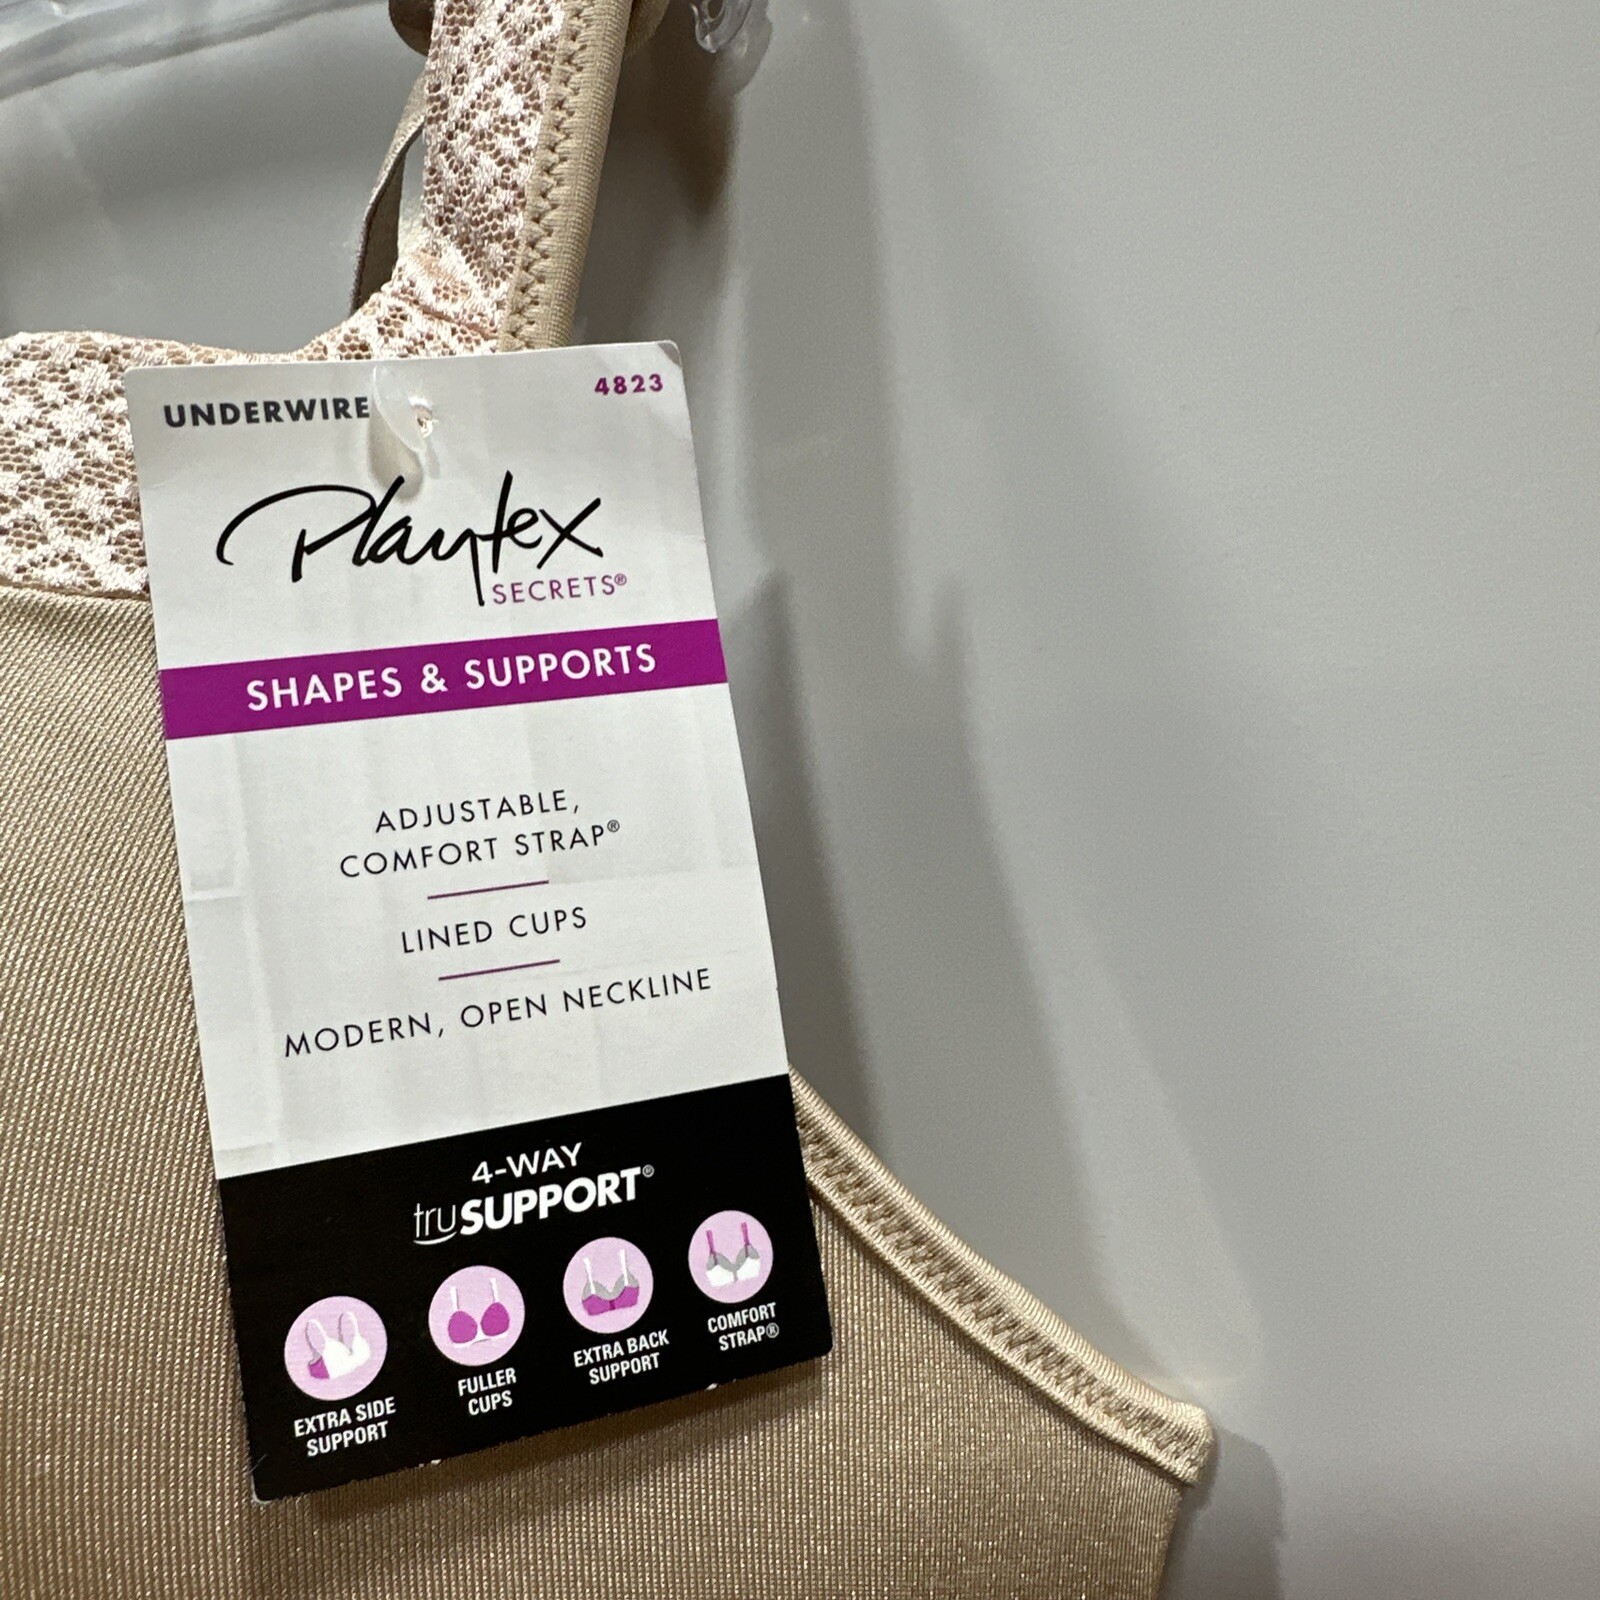 UNDERWIRE
4823
Playtex
SECRETS®
SHAPES & SUPPORTS
ADJUSTABLE,
COMFORT STRAP®
LINED CUPS
MODERN, OPEN NECKLINE
4-WAY
truSUPPORT®
EXTRA SIDE
SUPPORT
FULLER
CUPS
EXTRA BACK
SUPPORT
COMFORT
STRAP®